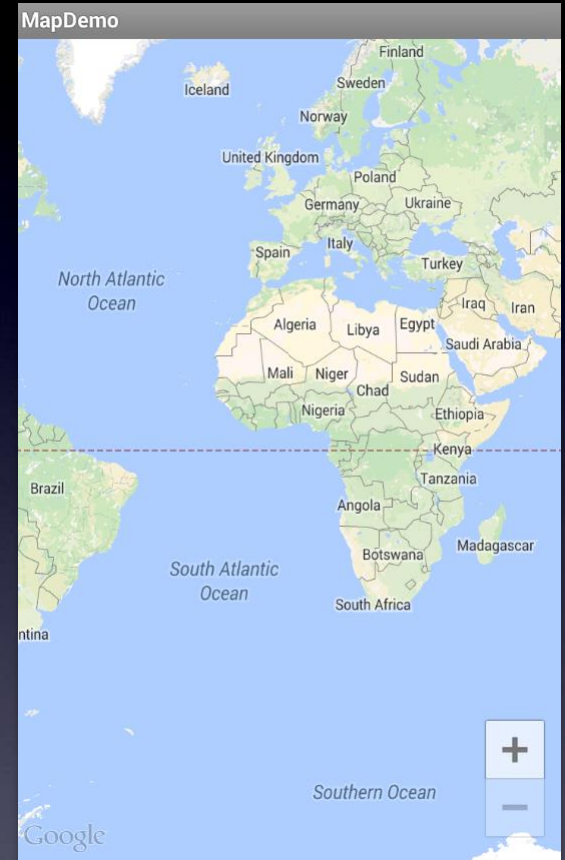 MapDemo
Finland
Iceland
Sweden
Norway
United Kingdom
Poland
Germany
Ukraine
Spain
Italy
Turkey
North Atlantic
Ocean
Iraq
Iran
Algeria
Libya
Egypt
Saudi Arabia
Mali
Niger
Chad
Sudan
Nigeria
Ethiopia
Kenya
Brazil
Tanzania
Angola
Botswana
Madagascar
South Atlantic
Ocean
South Africa
ntina
+
Southern Ocean
−
Google